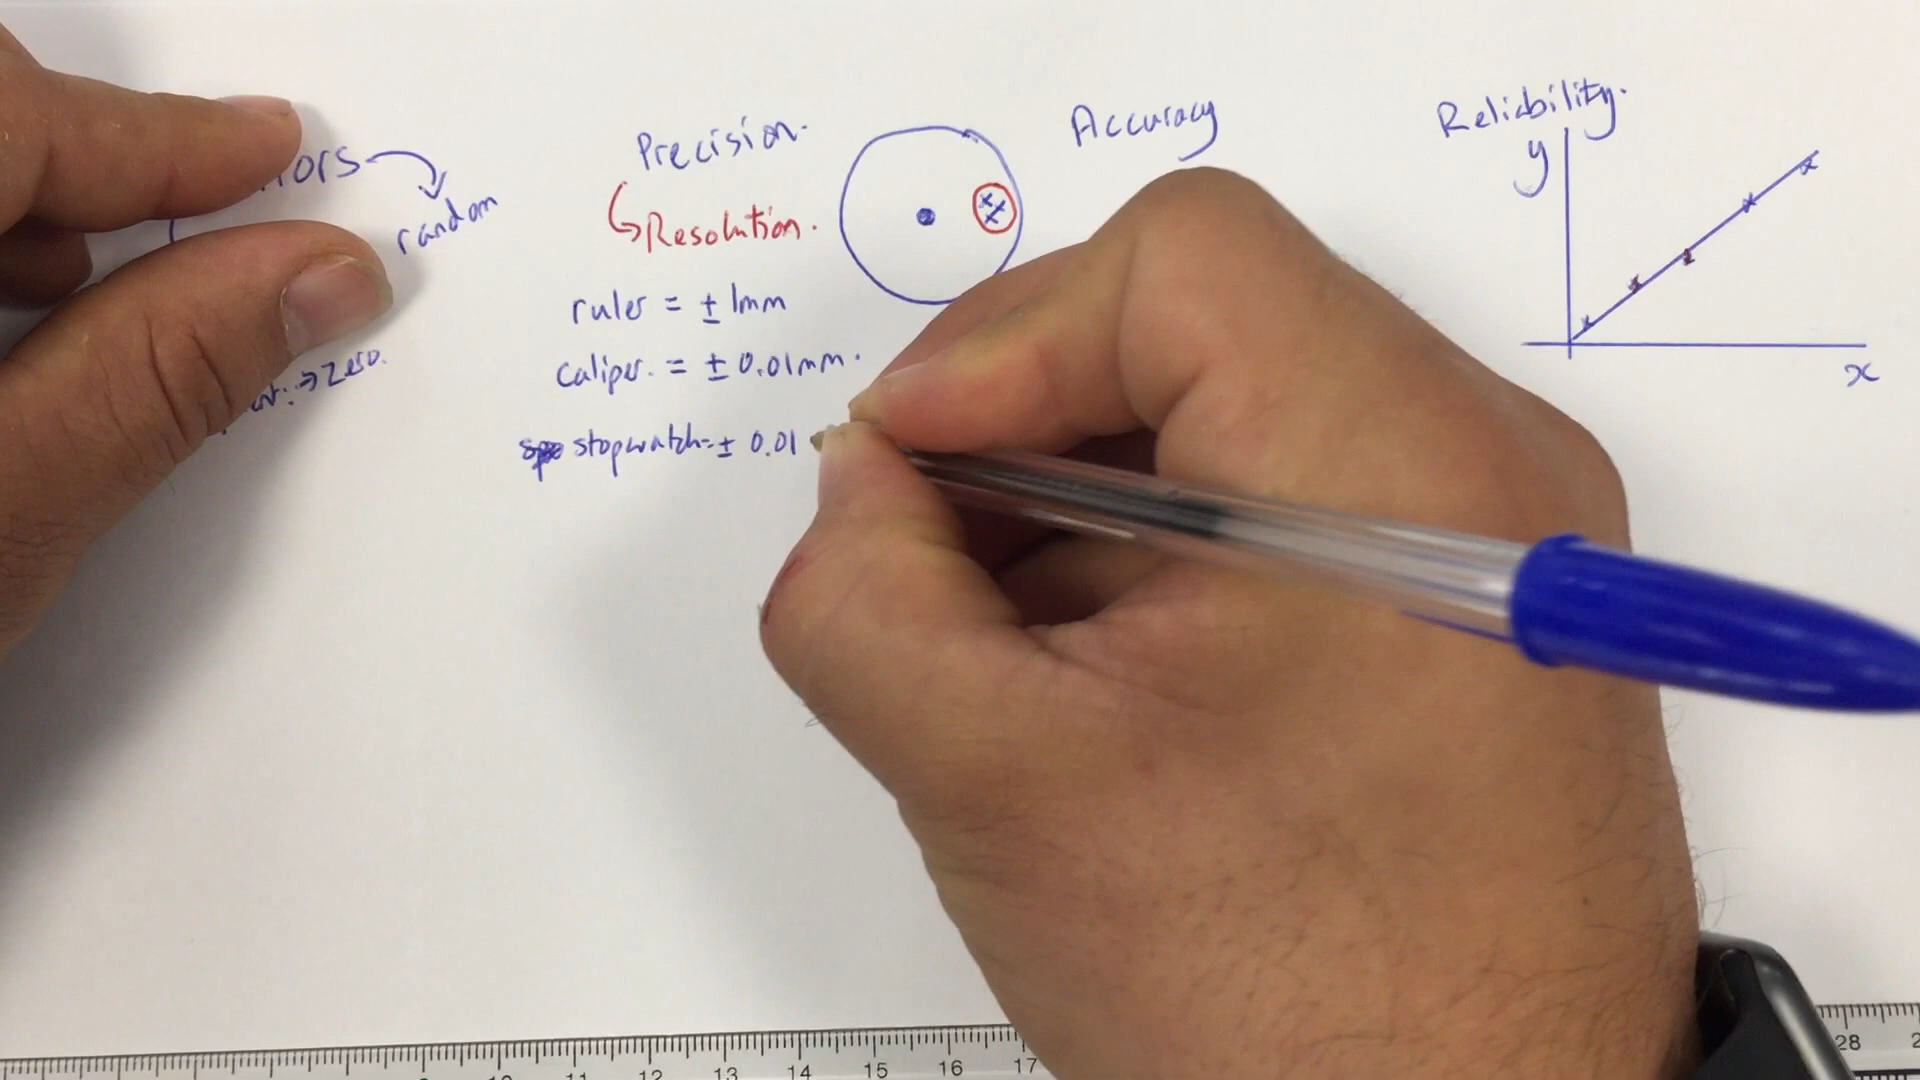 random
→ zero.
Precision.
Resolution.
ruler = ± 1mm
caliper. = ± 0.01mm.
stopwatch = ± 0.01
Accuracy
Reliability.
y
x
10 11 12 13 14 15 16 17 28